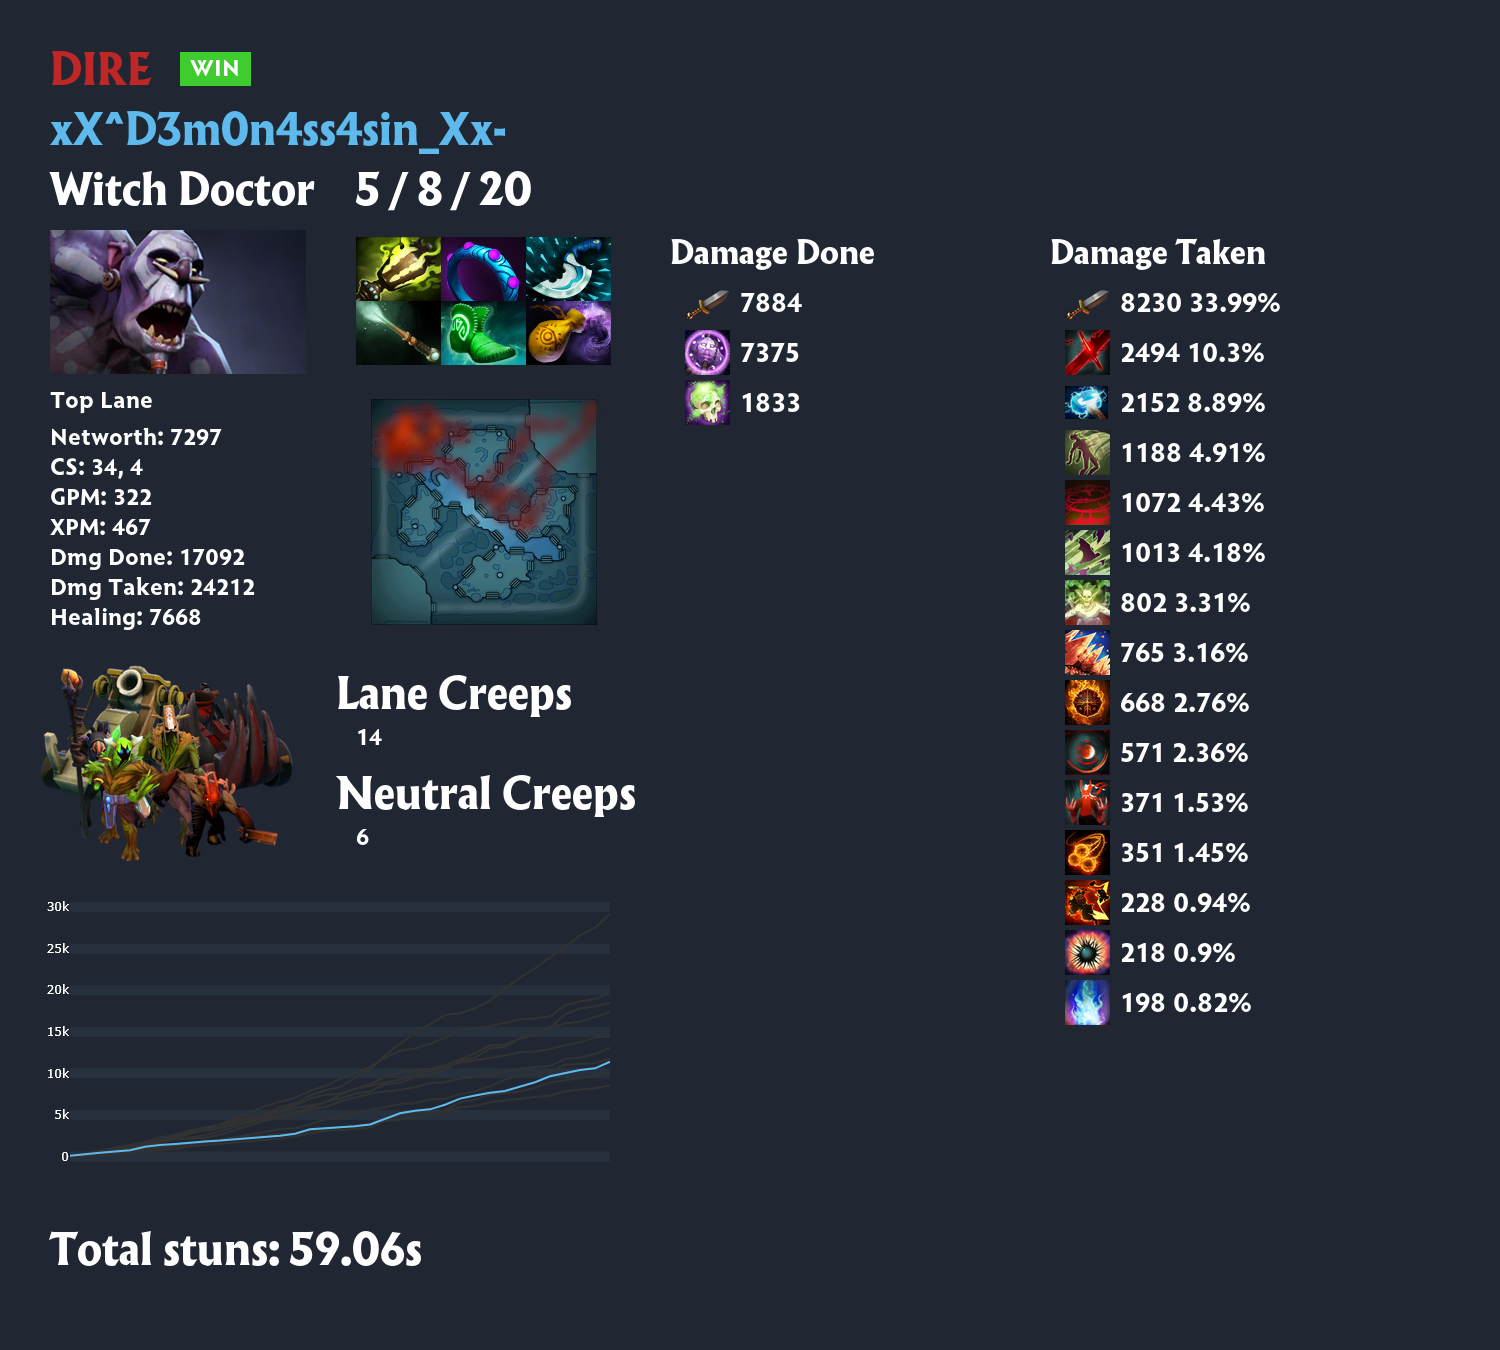 DIRE WIN
xX^D3m0n4ss4sin_Xx-
Witch Doctor 5 / 8 / 20
Top Lane
Networth: 7297
CS: 34, 4
GPM: 322
XPM: 467
Dmg Done: 17092
Dmg Taken: 24212
Healing: 7668
Damage Done
7884
7375
1833
Damage Taken
8230 33.99%
2494 10.3%
2152 8.89%
1188 4.91%
1072 4.43%
1013 4.18%
802 3.31%
765 3.16%
668 2.76%
571 2.36%
371 1.53%
351 1.45%
228 0.94%
218 0.9%
198 0.82%
Lane Creeps
14
Neutral Creeps
6
30k
25k
20k
15k
10k
5k
0
Total stuns: 59.06s